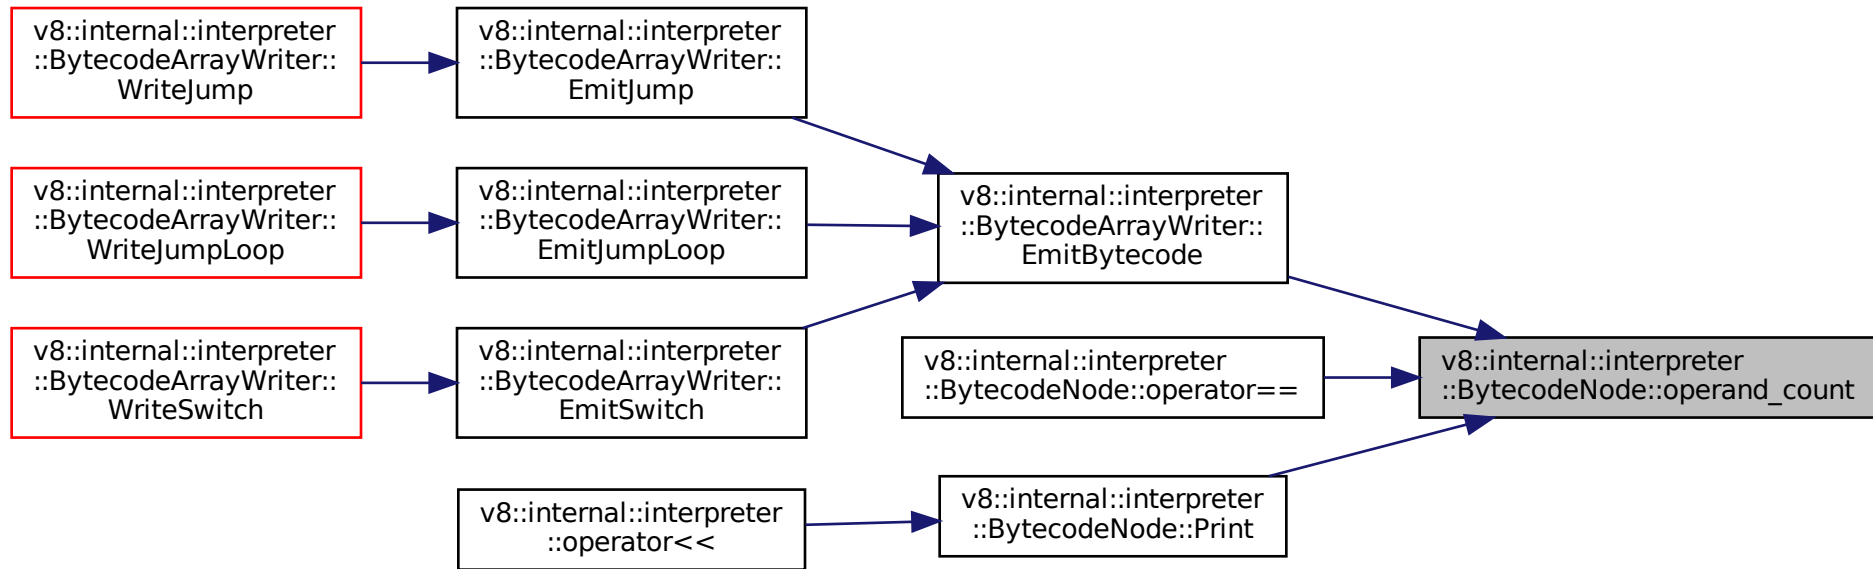 v8::internal::interpreter
::BytecodeArrayWriter::
WriteJump
v8::internal::interpreter
::BytecodeArrayWriter::
EmitJump
v8::internal::interpreter
::BytecodeArrayWriter::
WriteJumpLoop
v8::internal::interpreter
::BytecodeArrayWriter::
EmitJumpLoop
v8::internal::interpreter
::BytecodeArrayWriter::
EmitBytecode
v8::internal::interpreter
::BytecodeArrayWriter::
WriteSwitch
v8::internal::interpreter
::BytecodeArrayWriter::
EmitSwitch
v8::internal::interpreter
::BytecodeNode::operator==
v8::internal::interpreter
::BytecodeNode::operand_count
v8::internal::interpreter
::operator<<
v8::internal::interpreter
::BytecodeNode::Print